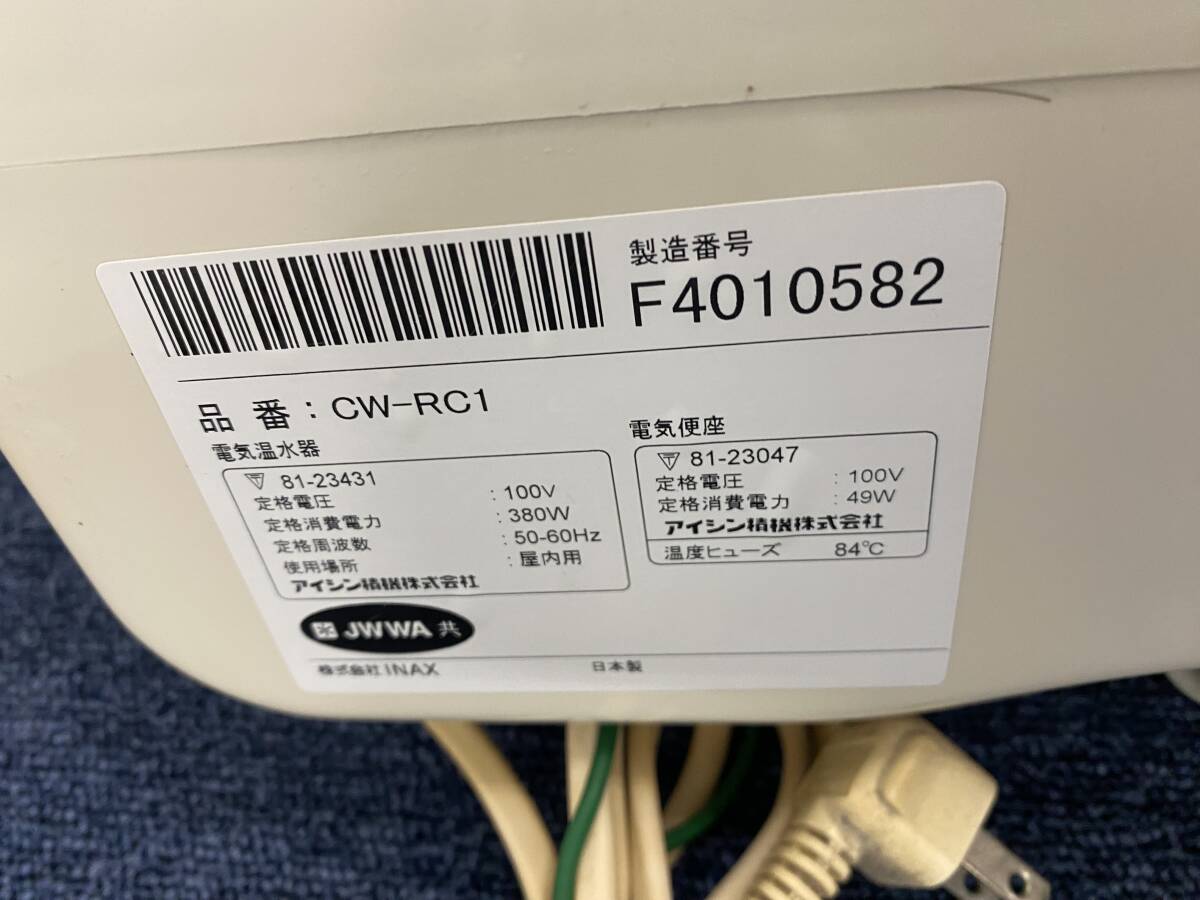 製造番号
F4010582
品 番 : CW-RC1
電気温水器
81-23431
定格電圧 : 100V
定格消費電力 : 380W
定格周波数 : 50-60Hz
使用場所 : 屋内用
アイシン精機株式会社
電気便座
81-23047
定格電圧 : 100V
定格消費電力 : 49W
アイシン精機株式会社
温度ヒューズ 84℃
JWWA 共
株式会社 INAX 日本製